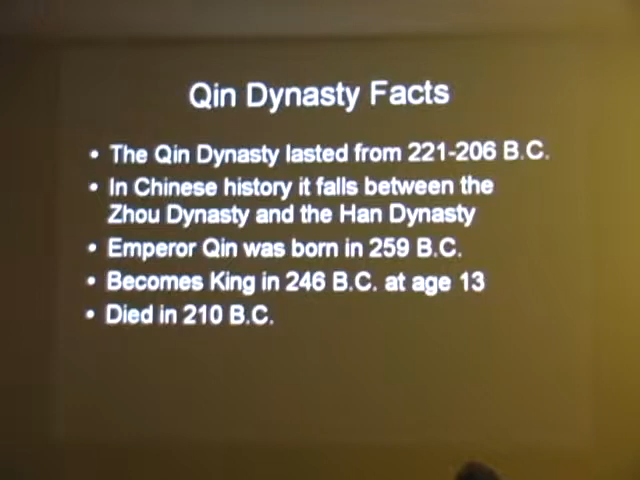 Qin Dynasty Facts
• The Qin Dynasty lasted from 221-206 B.C.
• In Chinese history it falls between the
Zhou Dynasty and the Han Dynasty
• Emperor Qin was born in 259 B.C.
• Becomes King in 246 B.C. at age 13
• Died in 210 B.C.